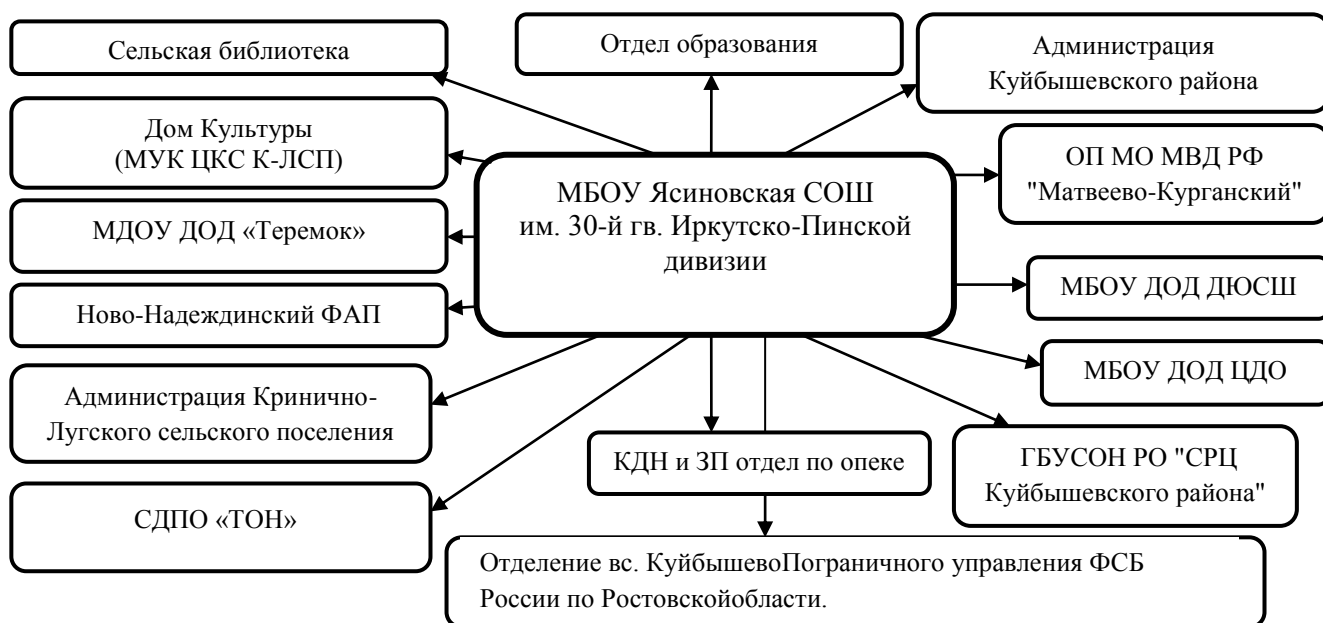 Сельская библиотека
Отдел образования
Администрация
Куйбышевского района
Дом Культуры
(МУК ЦКС К-ЛСП)
ОП МО МВД РФ
"Матвеево-Курганский"
МБОУ Ясиновская СОШ
им. 30-й гв. Иркутско-Пинской
дивизии
МДОУ ДОД «Теремок»
МБОУ ДОД ДЮСШ
Ново-Надеждинский ФАП
МБОУ ДОД ЦДО
Администрация Кринично-
Лугского сельского поселения
КДН и ЗП отдел по опеке
ГБУСОН РО "СРЦ
Куйбышевского района"
СДПО «ТОН»
Отделение вс. КуйбышевоПограничного управления ФСБ
России по Ростовскойобласти.